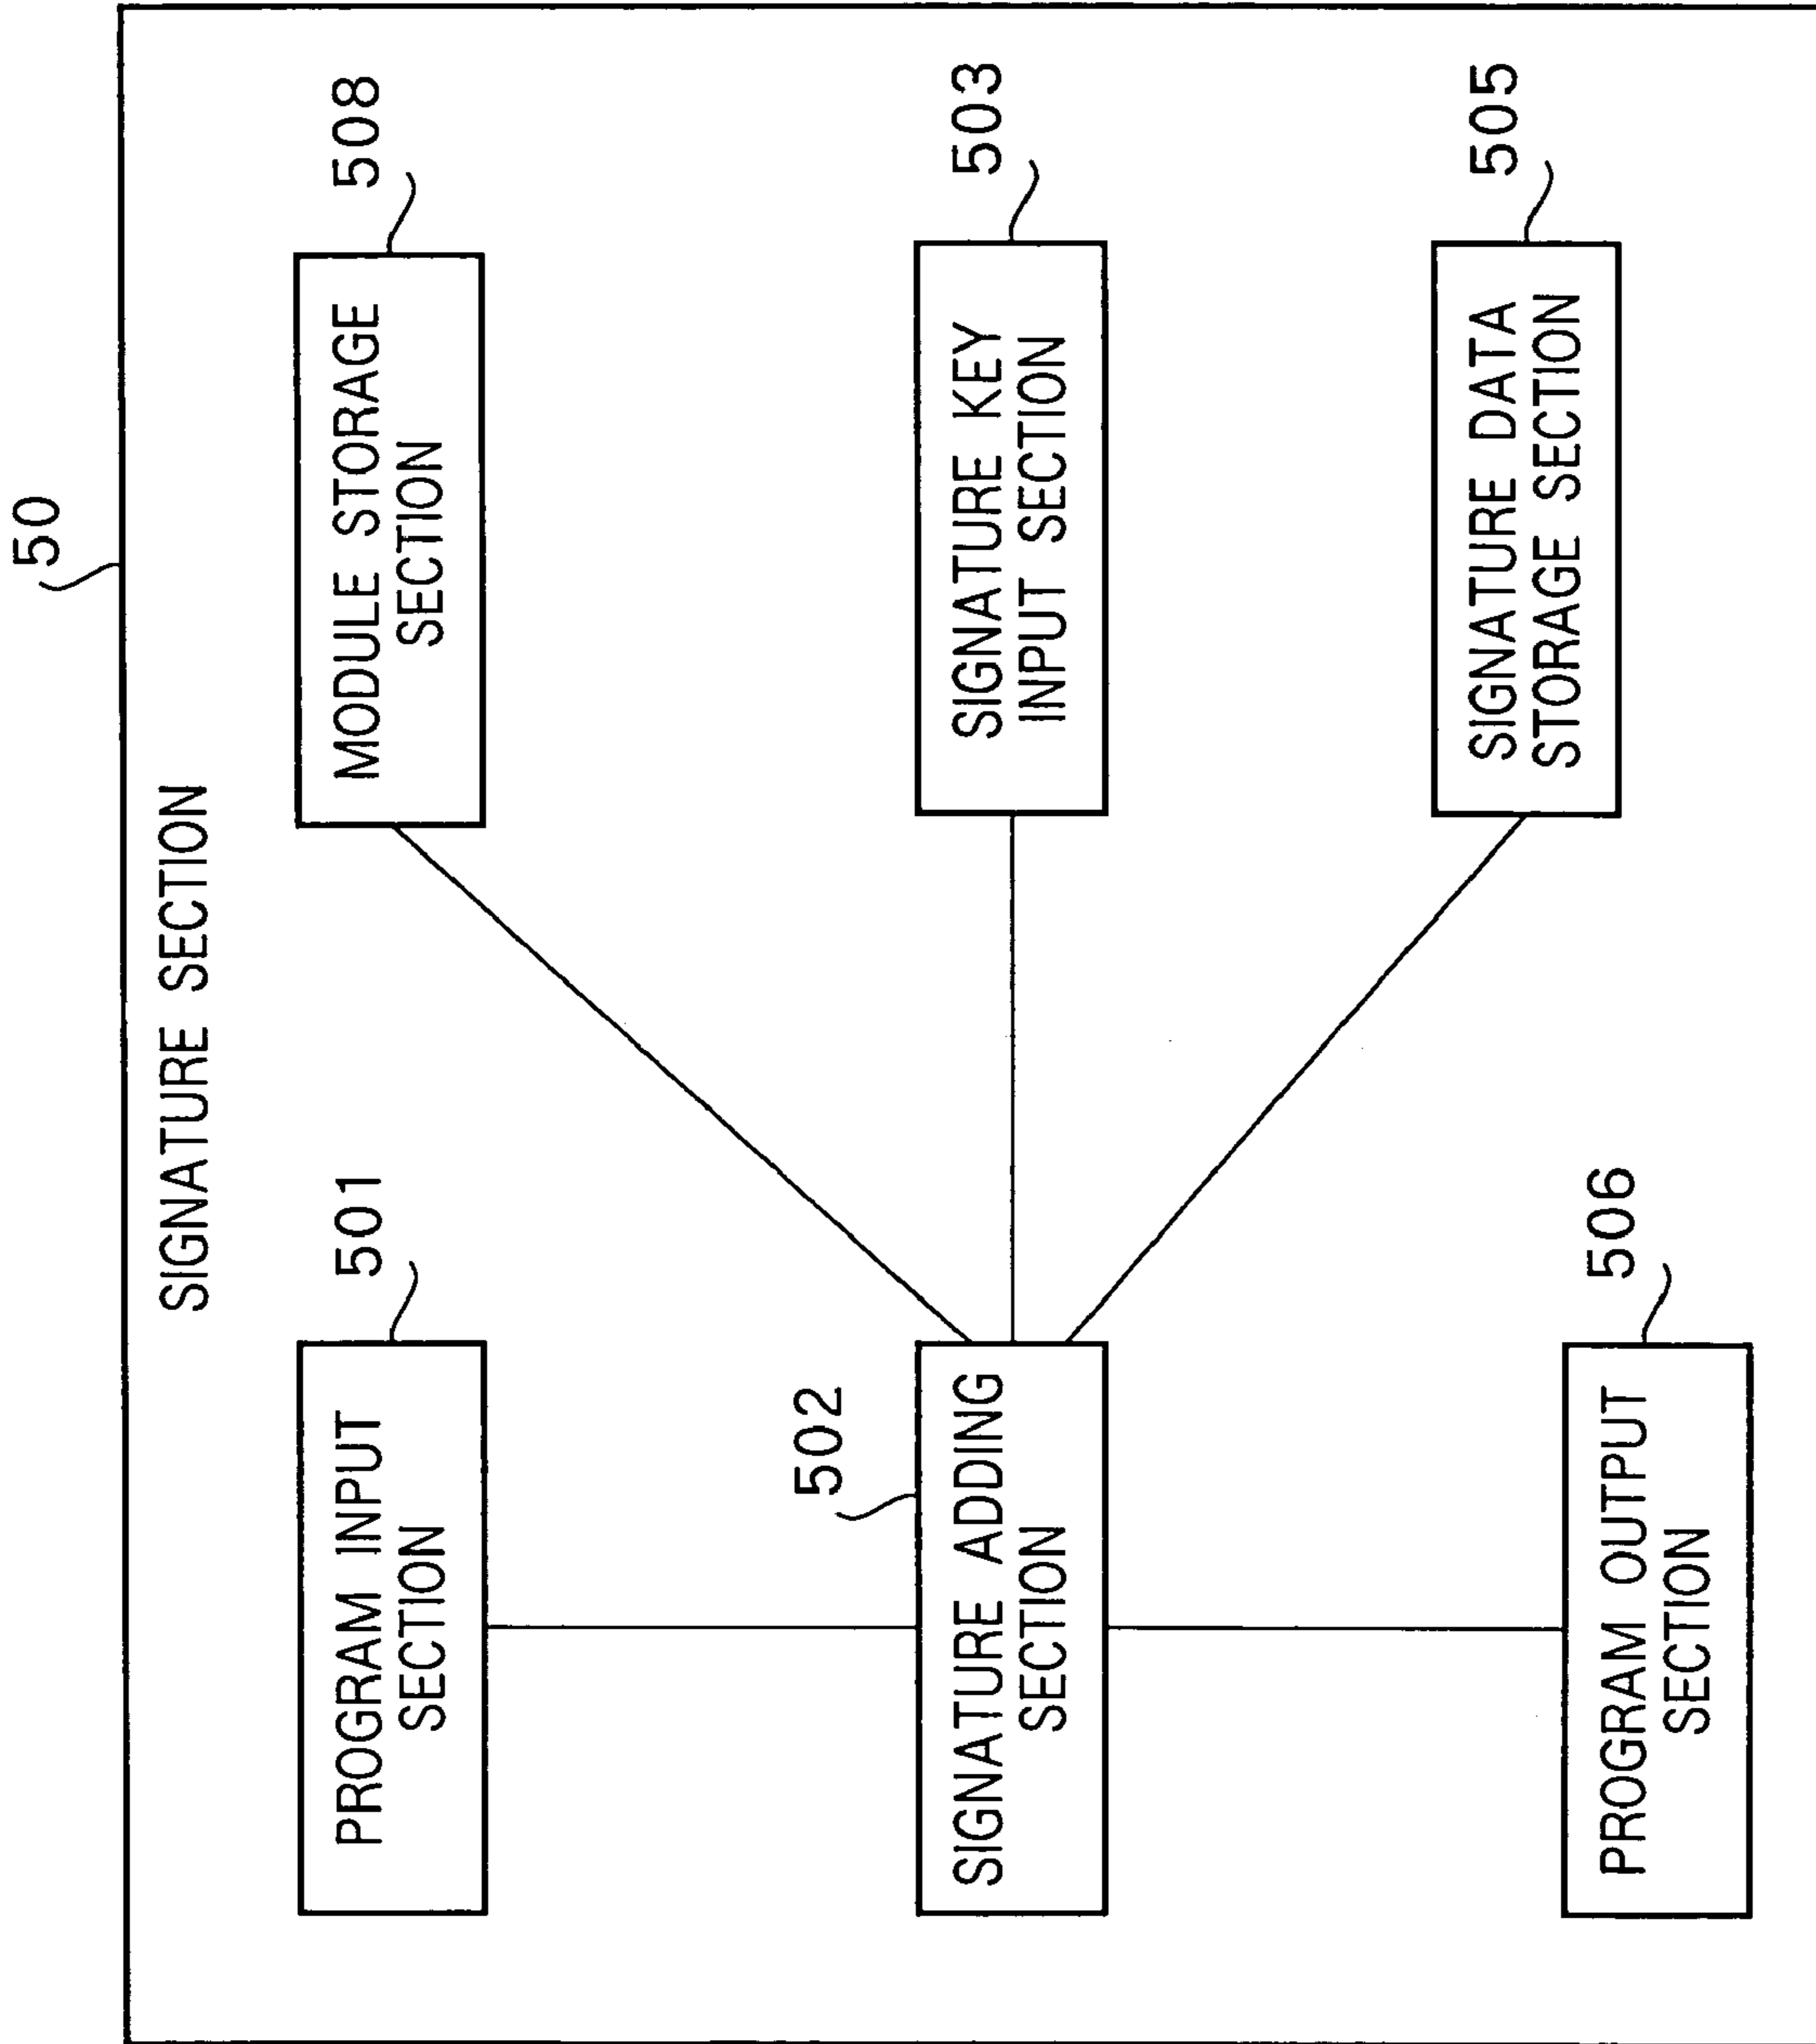 50
SIGNATURE SECTION
501
PROGRAM INPUT
SECTION
508
MODULE STORAGE
SECTION
502
SIGNATURE ADDING
SECTION
503
SIGNATURE KEY
INPUT SECTION
505
SIGNATURE DATA
STORAGE SECTION
506
PROGRAM OUTPUT
SECTION